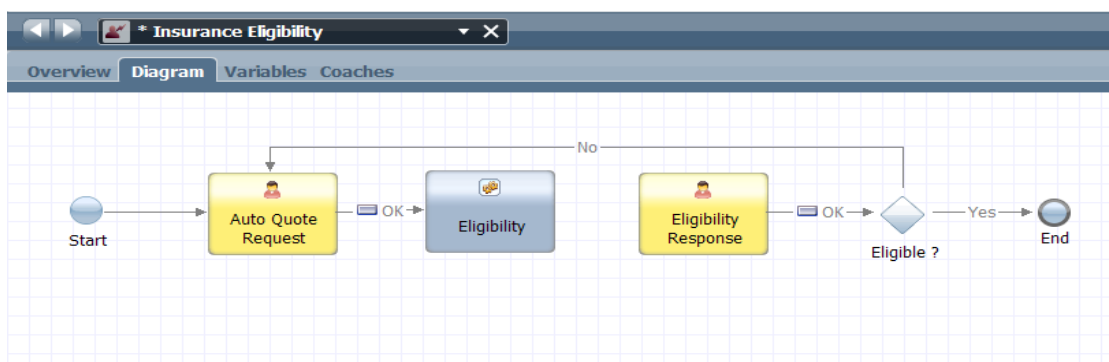 * Insurance Eligibility
Overview Diagram Variables Coaches
No
Start
Auto Quote
Request
OK
Eligibility
Eligibility
Response
OK
Eligible ?
Yes
End